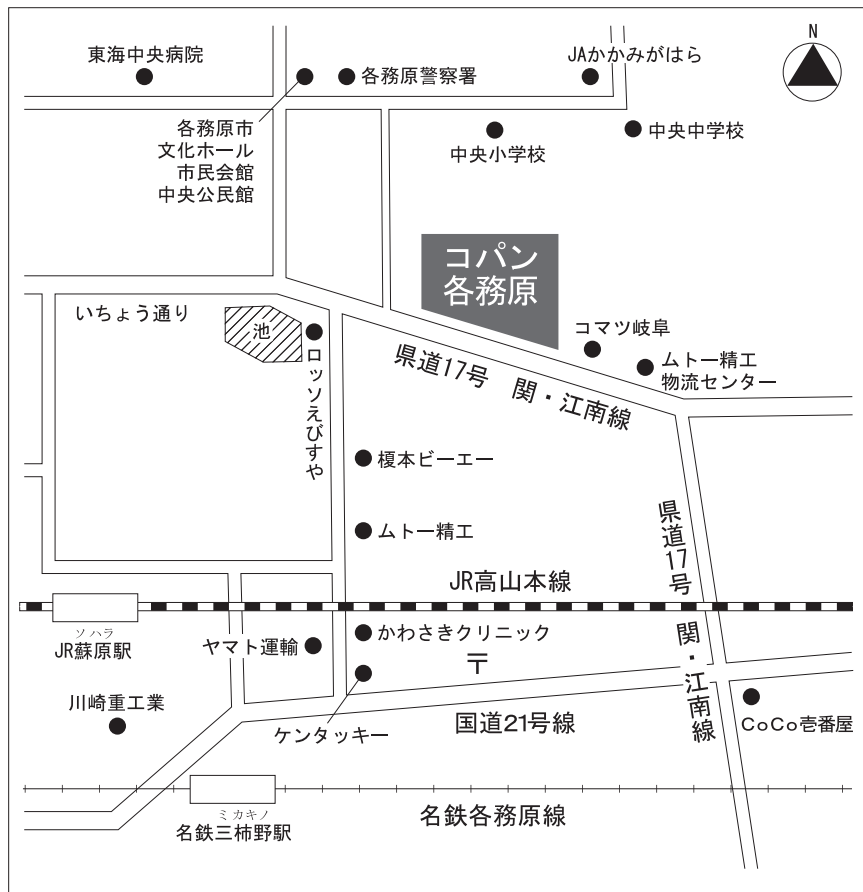 N
東海中央病院
各務原警察署
JAかかみがはら
各務原市
文化ホール
市民会館
中央公民館
中央小学校
中央中学校
コパン
各務原
いちょう通り
池
ロッソえびすや
コマツ岐阜
ムトー精工
物流センター
県道17号 関・江南線
榎本ビーエー
ムトー精工
県道17号 関・江南線
JR高山本線
ソハラ
JR蘇原駅
ヤマト運輸
かわさきクリニック
〒
川崎重工業
ケンタッキー
国道21号線
CoCo壱番屋
ミカキノ
名鉄三柿野駅
名鉄各務原線